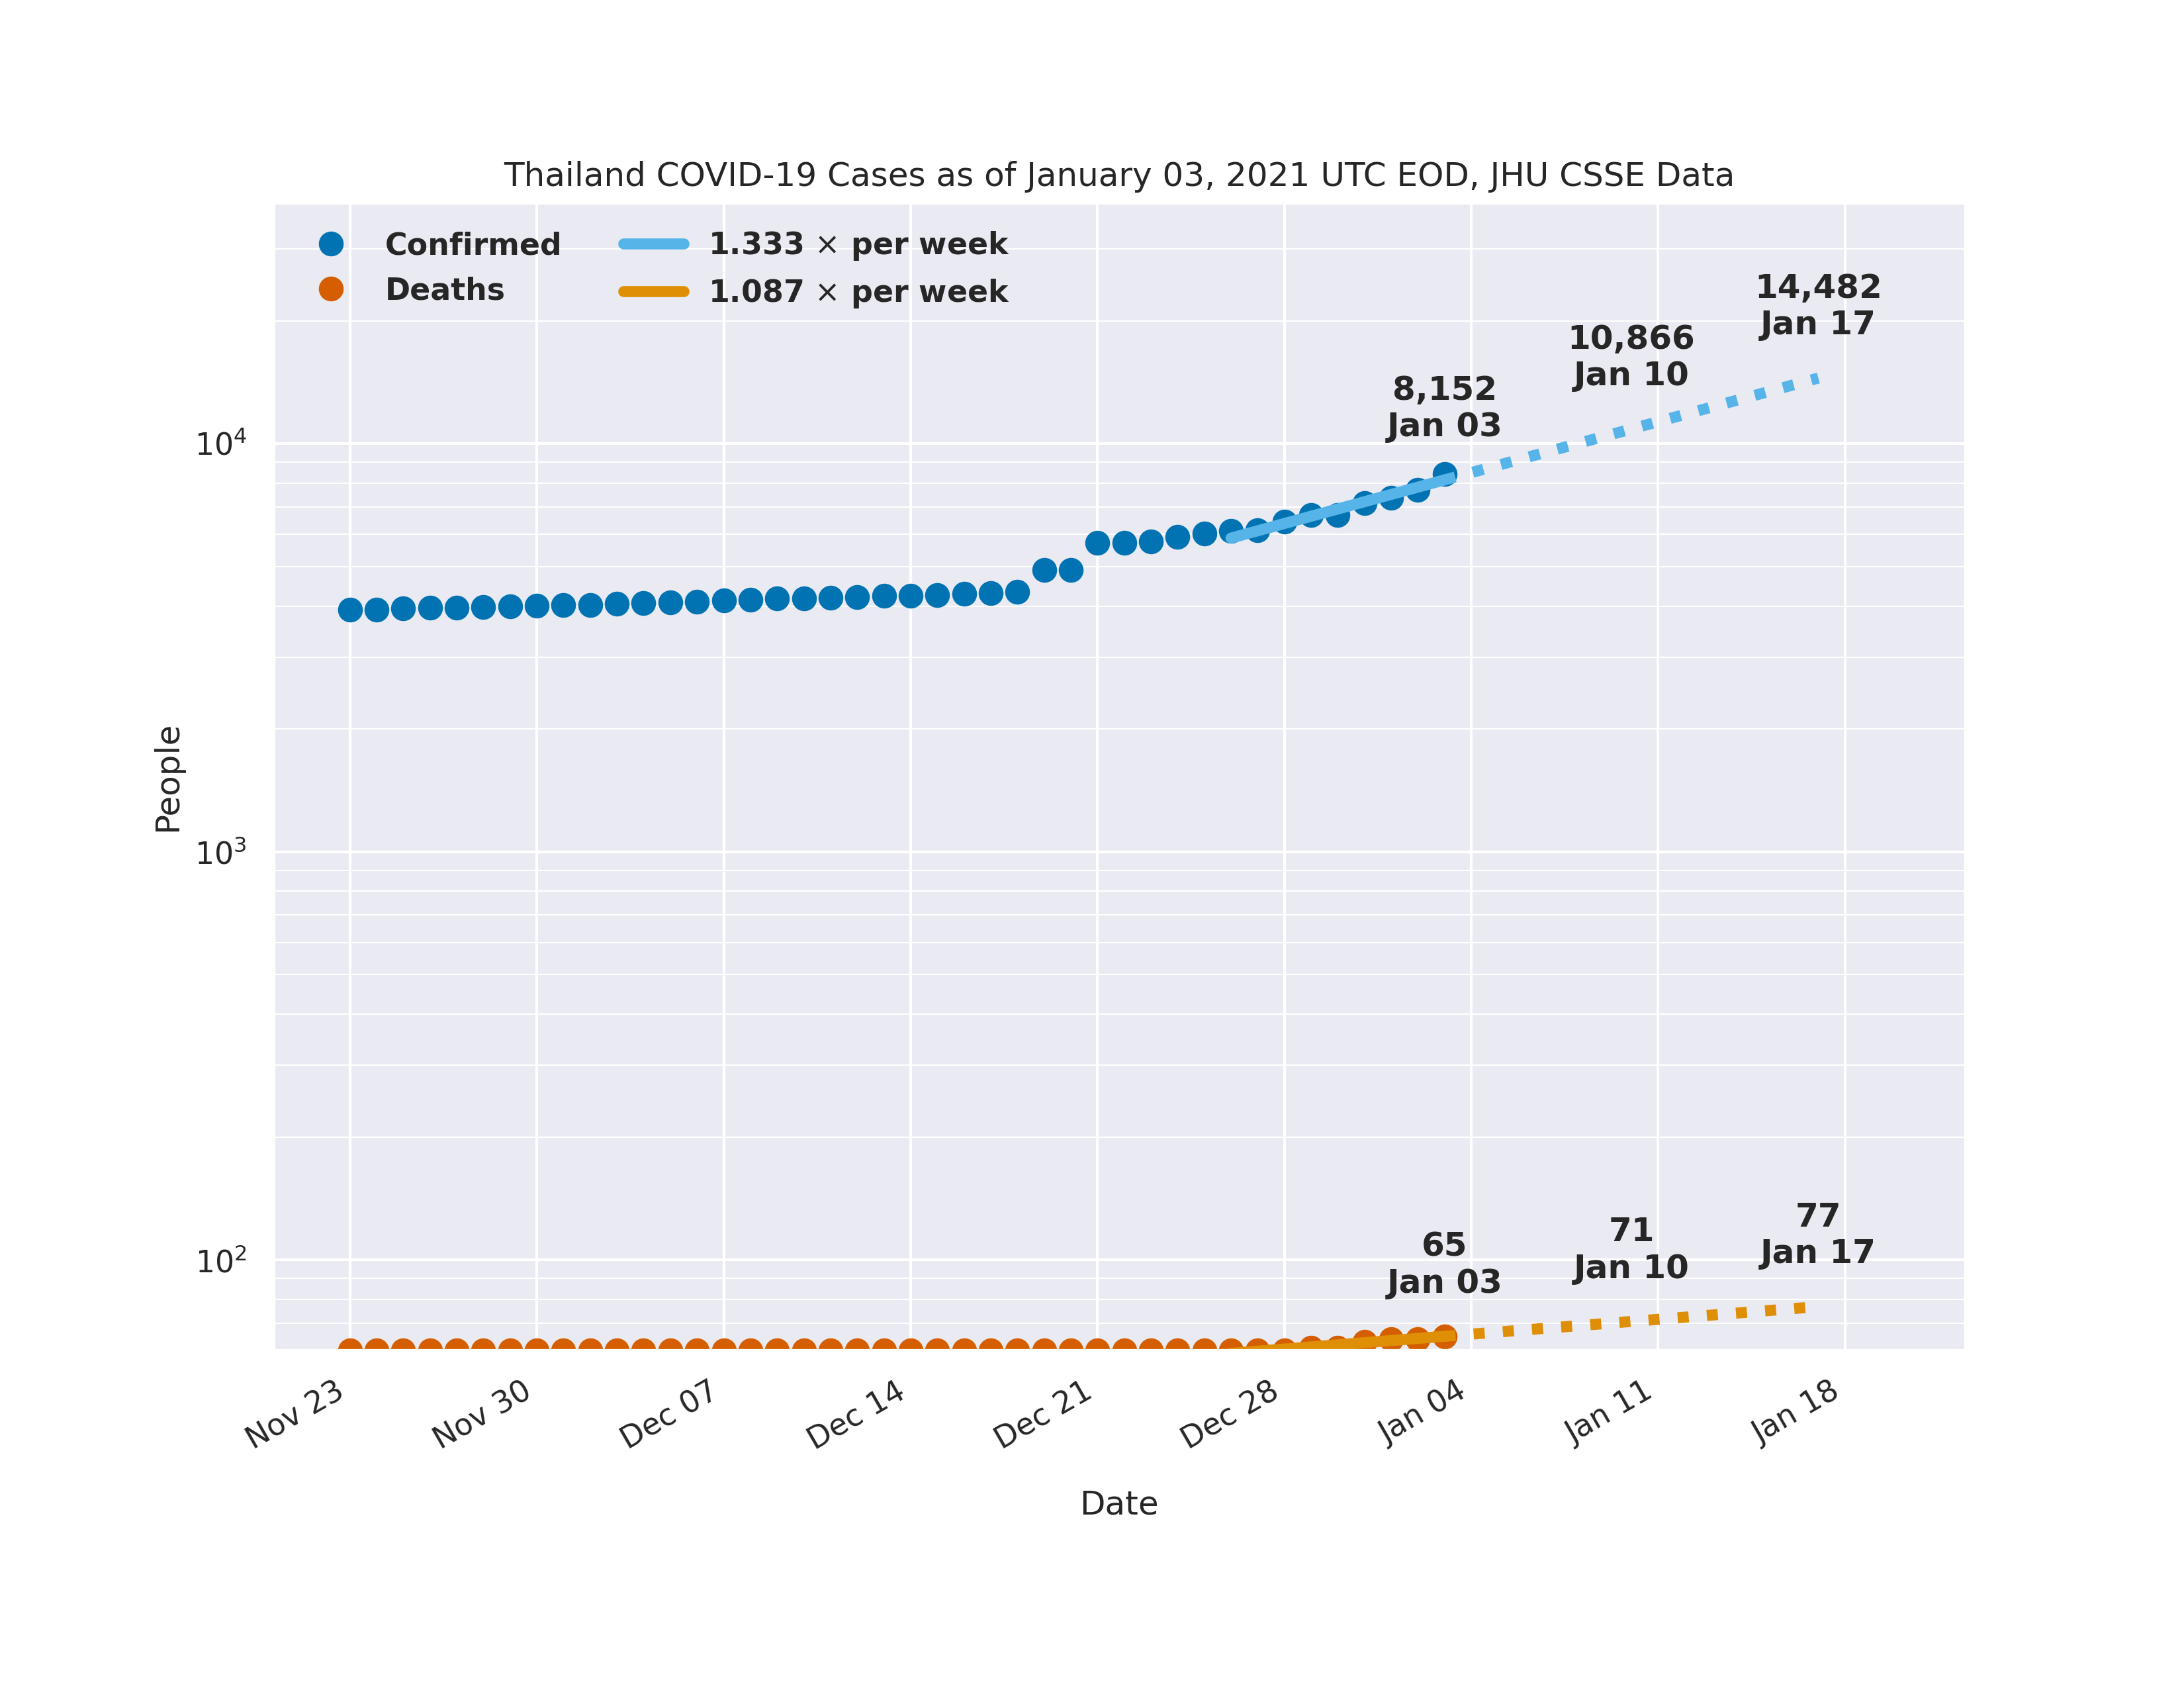 Thailand COVID-19 Cases as of January 03, 2021 UTC EOD, JHU CSSE Data
Confirmed
Deaths
1.333 × per week
1.087 × per week
14,482
Jan 17
10,866
Jan 10
8,152
Jan 03
10⁴
10³
10²
People
65
Jan 03
71
Jan 10
77
Jan 17
Nov 23
Nov 30
Dec 07
Dec 14
Dec 21
Dec 28
Jan 04
Jan 11
Jan 18
Date